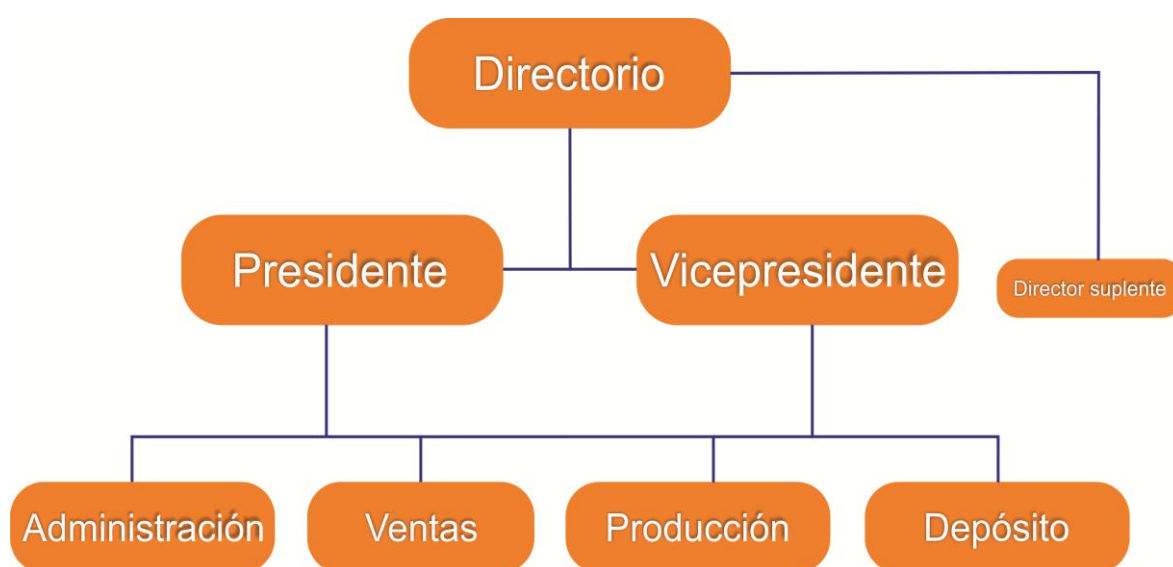 Directorio
Presidente
Vicepresidente
Director suplente
Administración
Ventas
Producción
Depósito